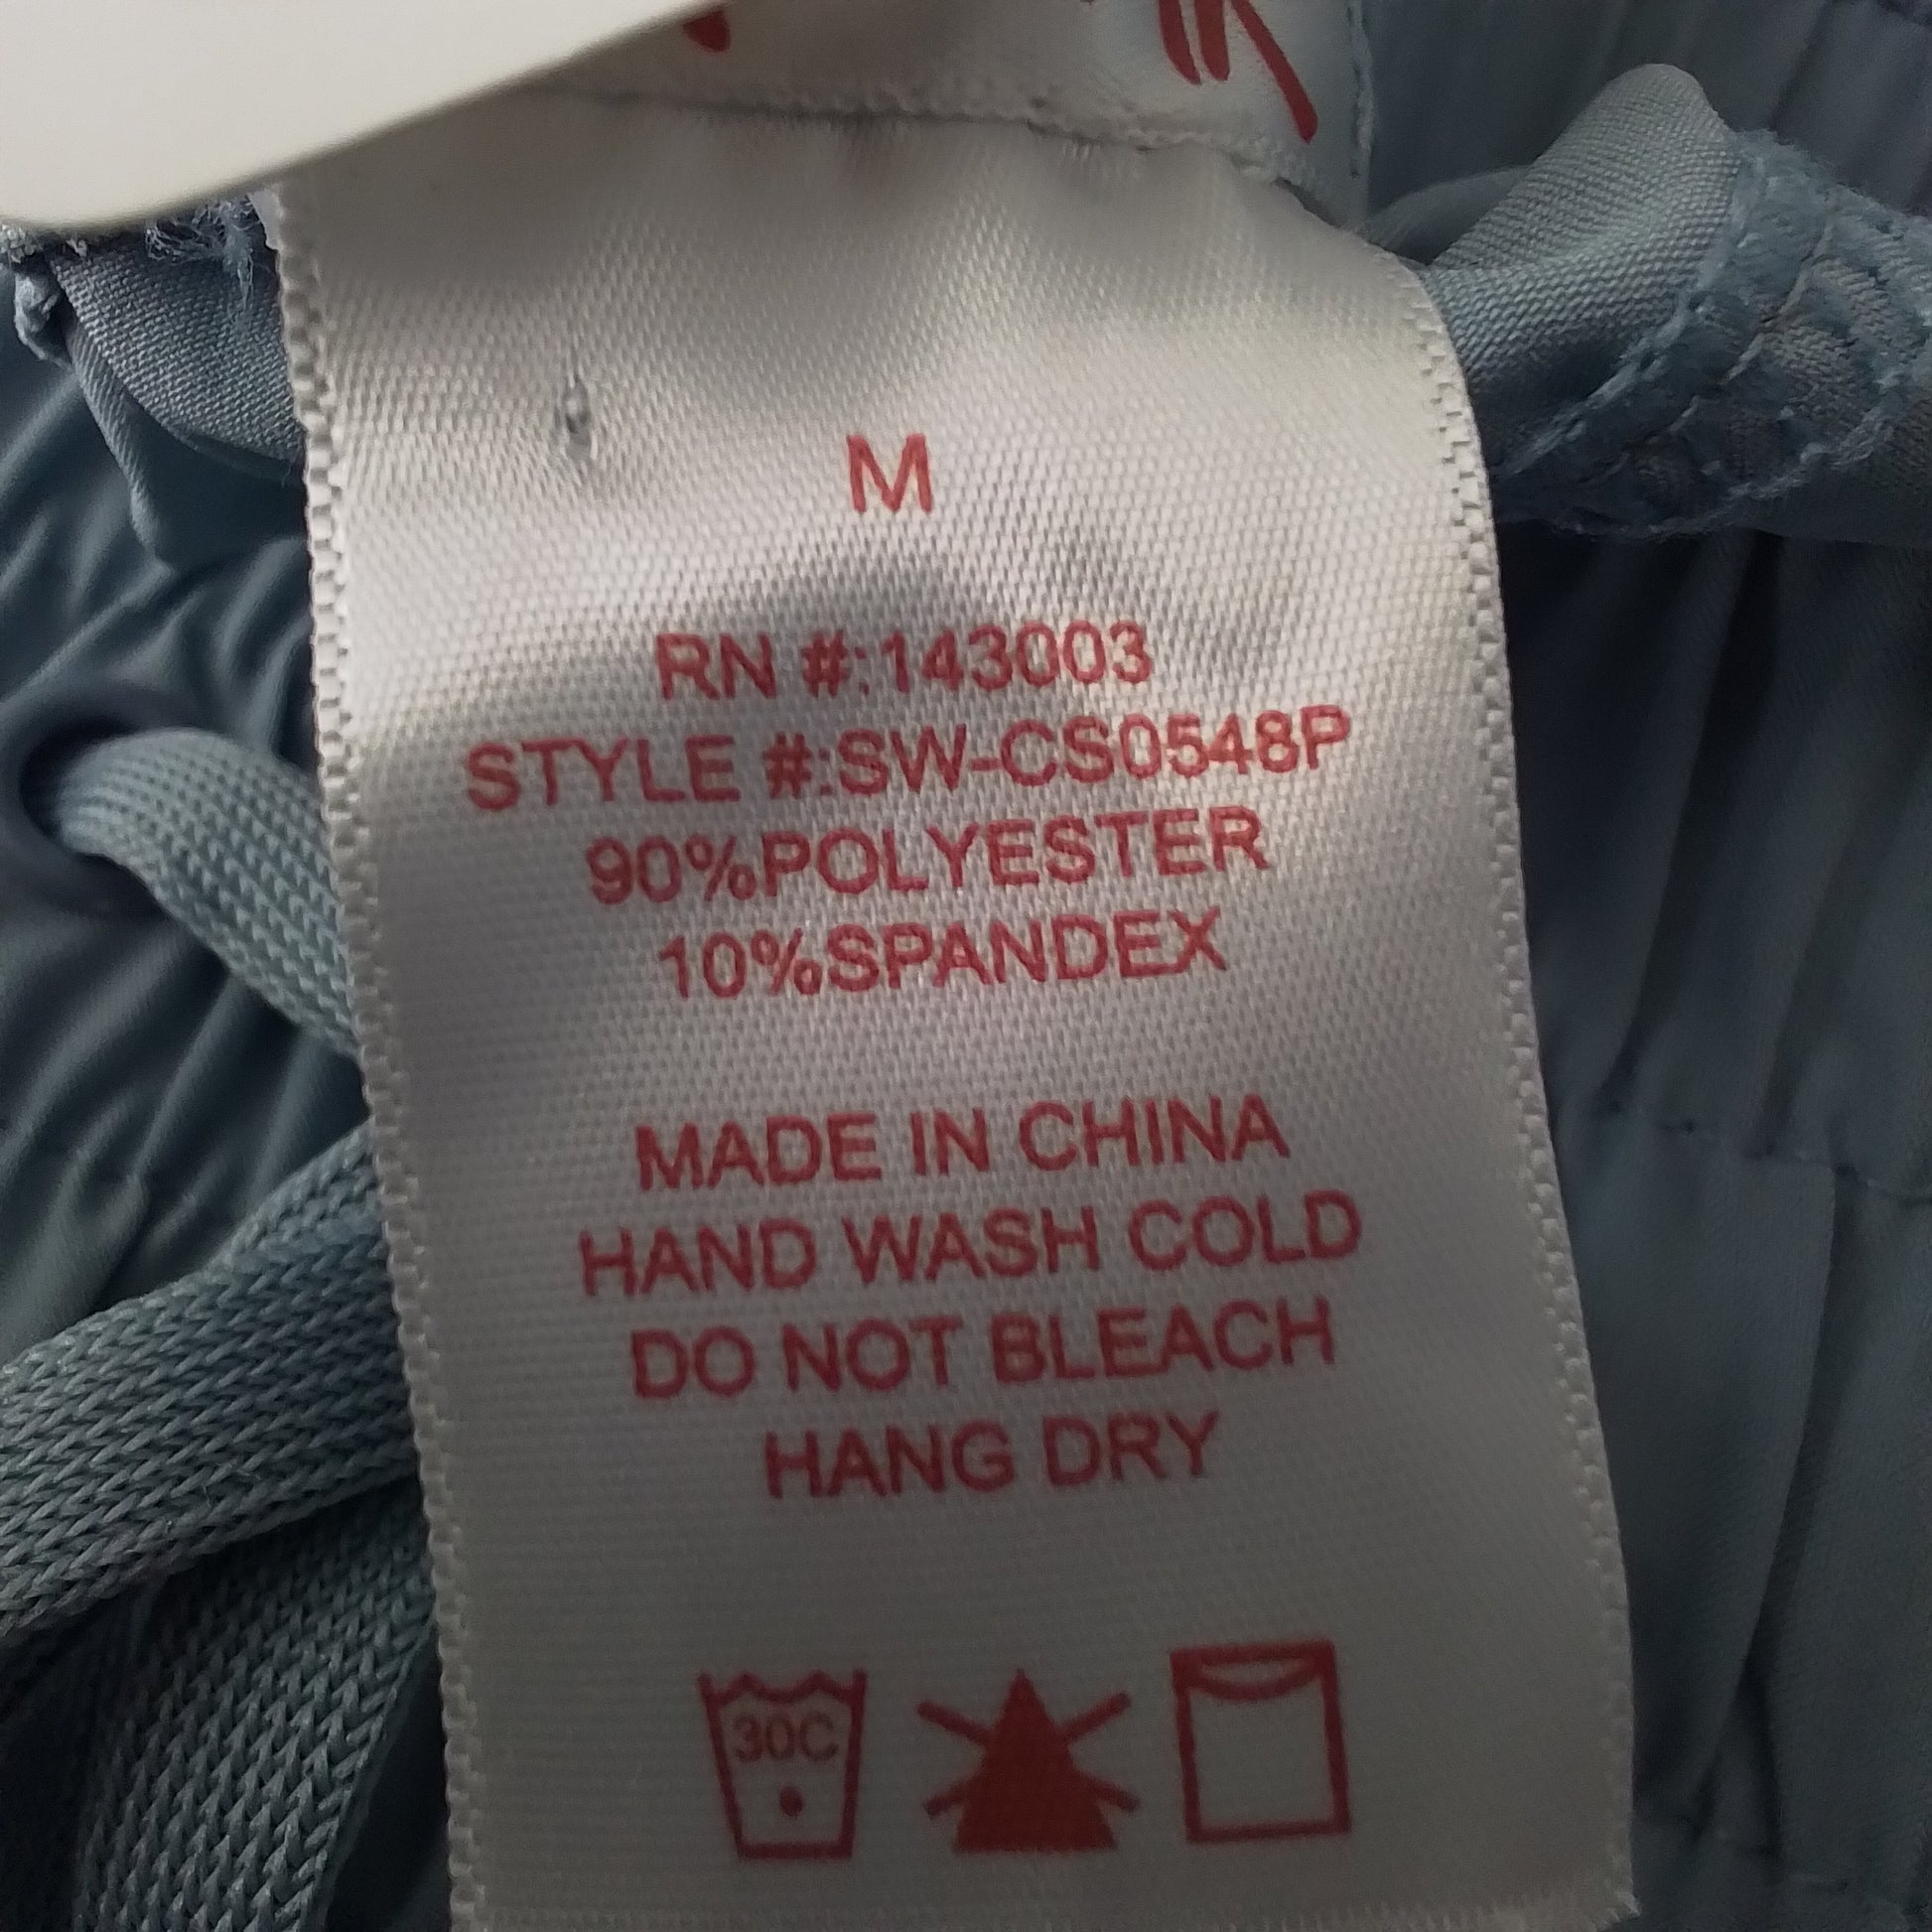 M
RN #:143003
STYLE #:SW-CS0548P
90%POLYESTER
10%SPANDEX
MADE IN CHINA
HAND WASH COLD
DO NOT BLEACH
HANG DRY
30C